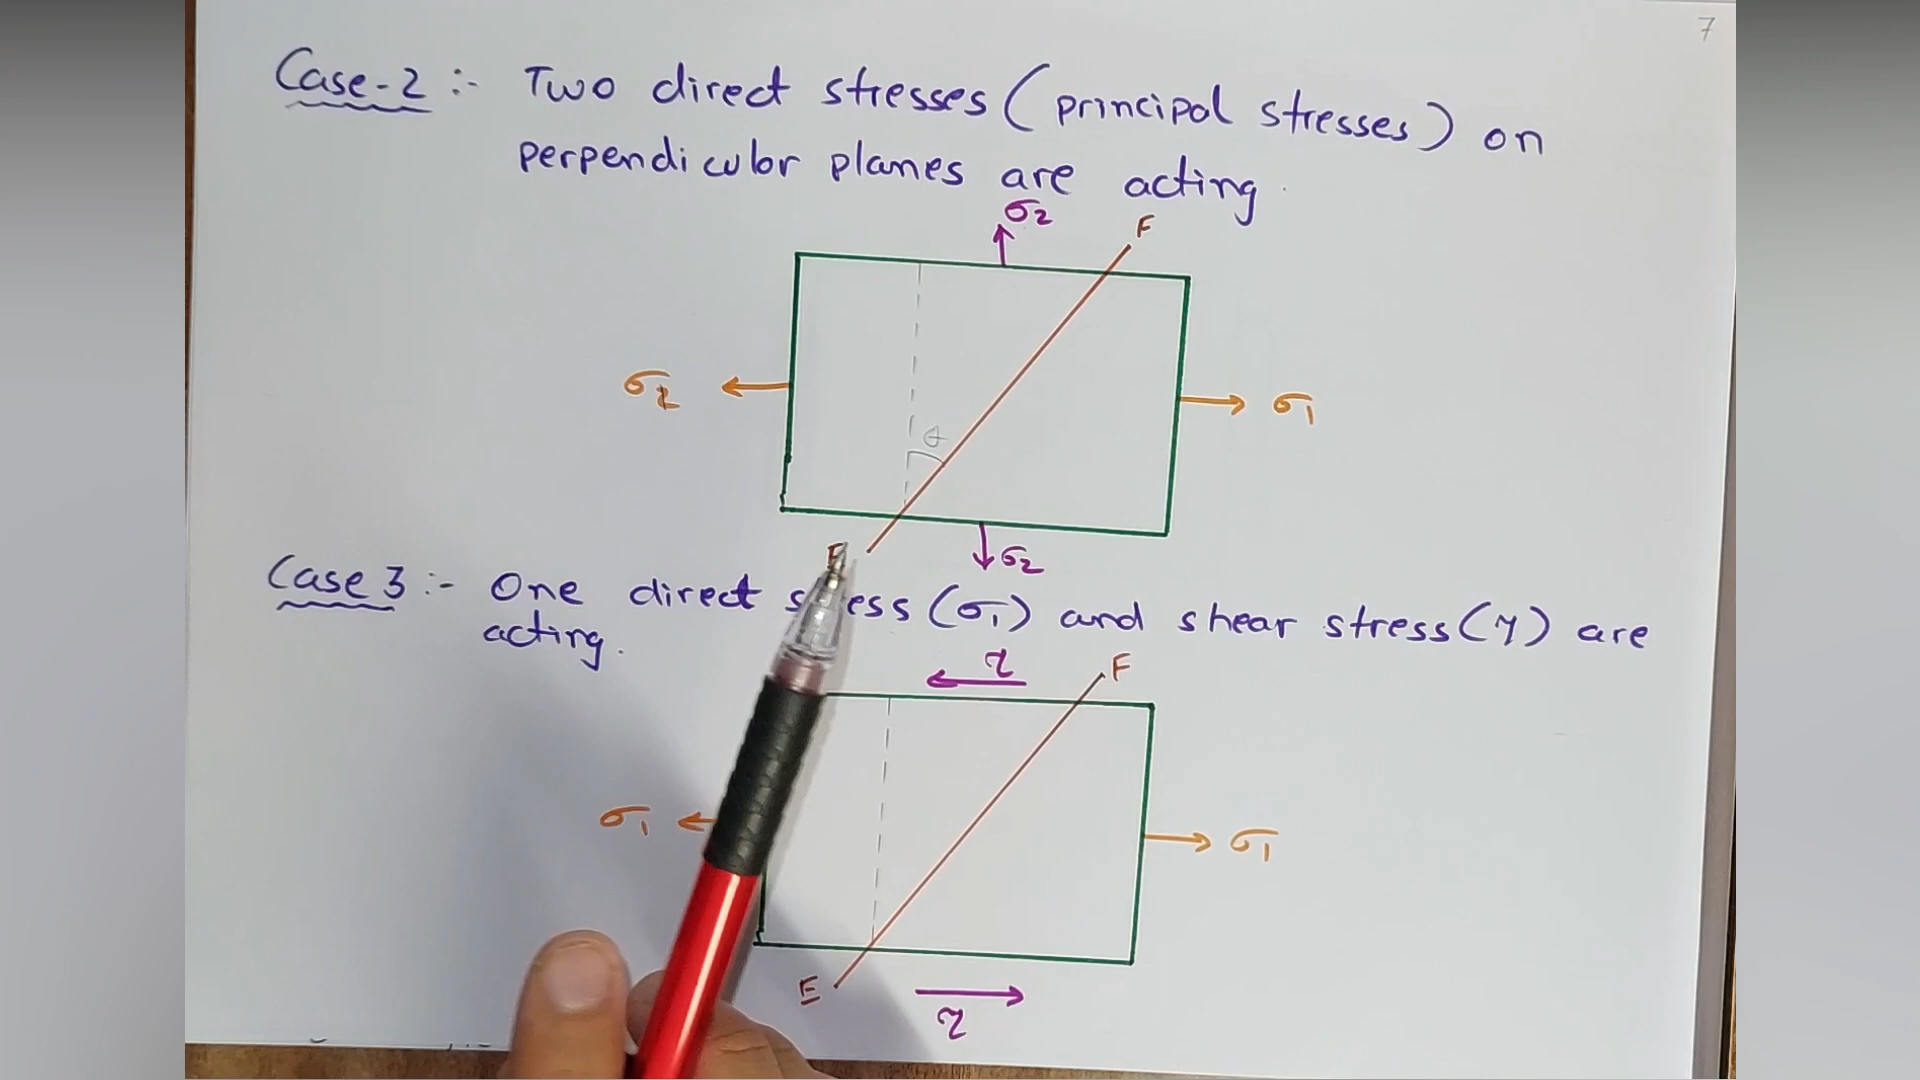 7
Case-2 :- Two direct stresses (principal stresses) on
perpendicular planes are acting.
σ2
F
θ
σ2 σ1
σ2
Case 3 :- One direct stress (σ1) and shear stress (τ) are
acting.
τ
F
σ1 σ1
E
τ